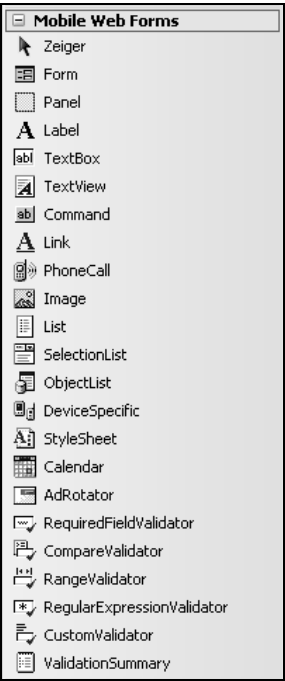 Mobile Web Forms
Zeiger
Form
Panel
Label
TextBox
TextView
Command
Link
PhoneCall
Image
List
SelectionList
ObjectList
DeviceSpecific
StyleSheet
Calendar
AdRotator
RequiredFieldValidator
CompareValidator
RangeValidator
RegularExpressionValidator
CustomValidator
ValidationSummary